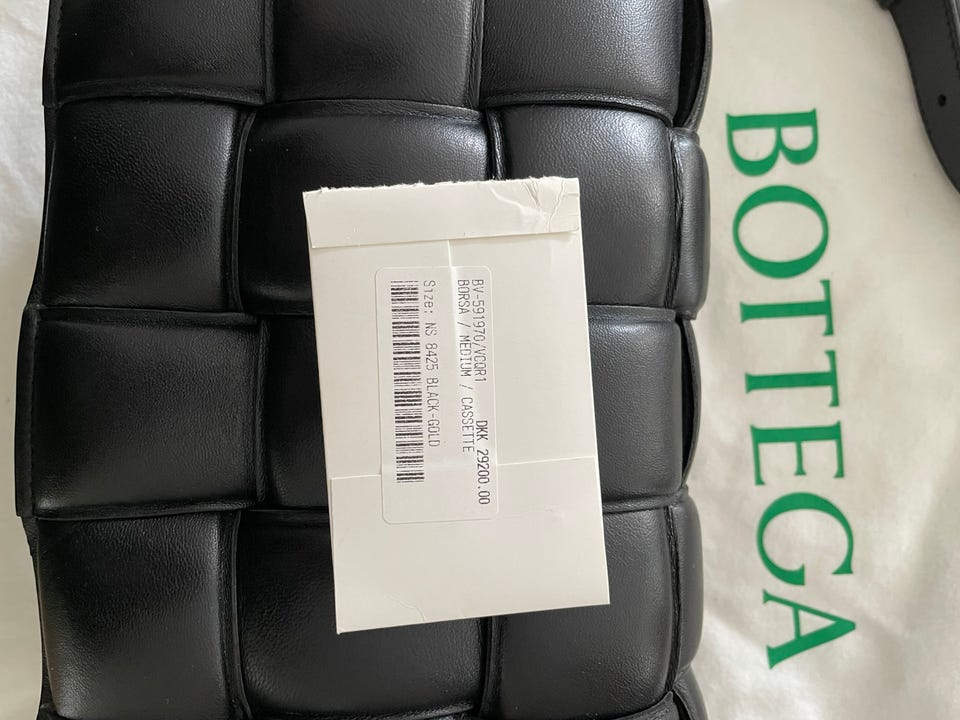 BV-591970/VCQR1 DKK 29200.00
BORSA / MEDIUM / CASSETTE
Size: NS 8425 BLACK-GOLD
BOTTEGA